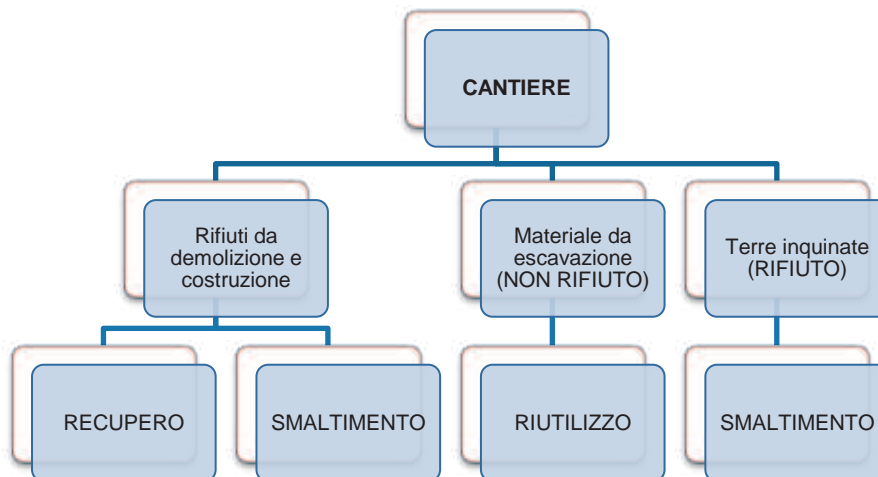 CANTIERE
Rifiuti da
demolizione e
costruzione
Materiale da
escavazione
(NON RIFIUTO)
Terre inquinate
(RIFIUTO)
RECUPERO
SMALTIMENTO
RIUTILIZZO
SMALTIMENTO